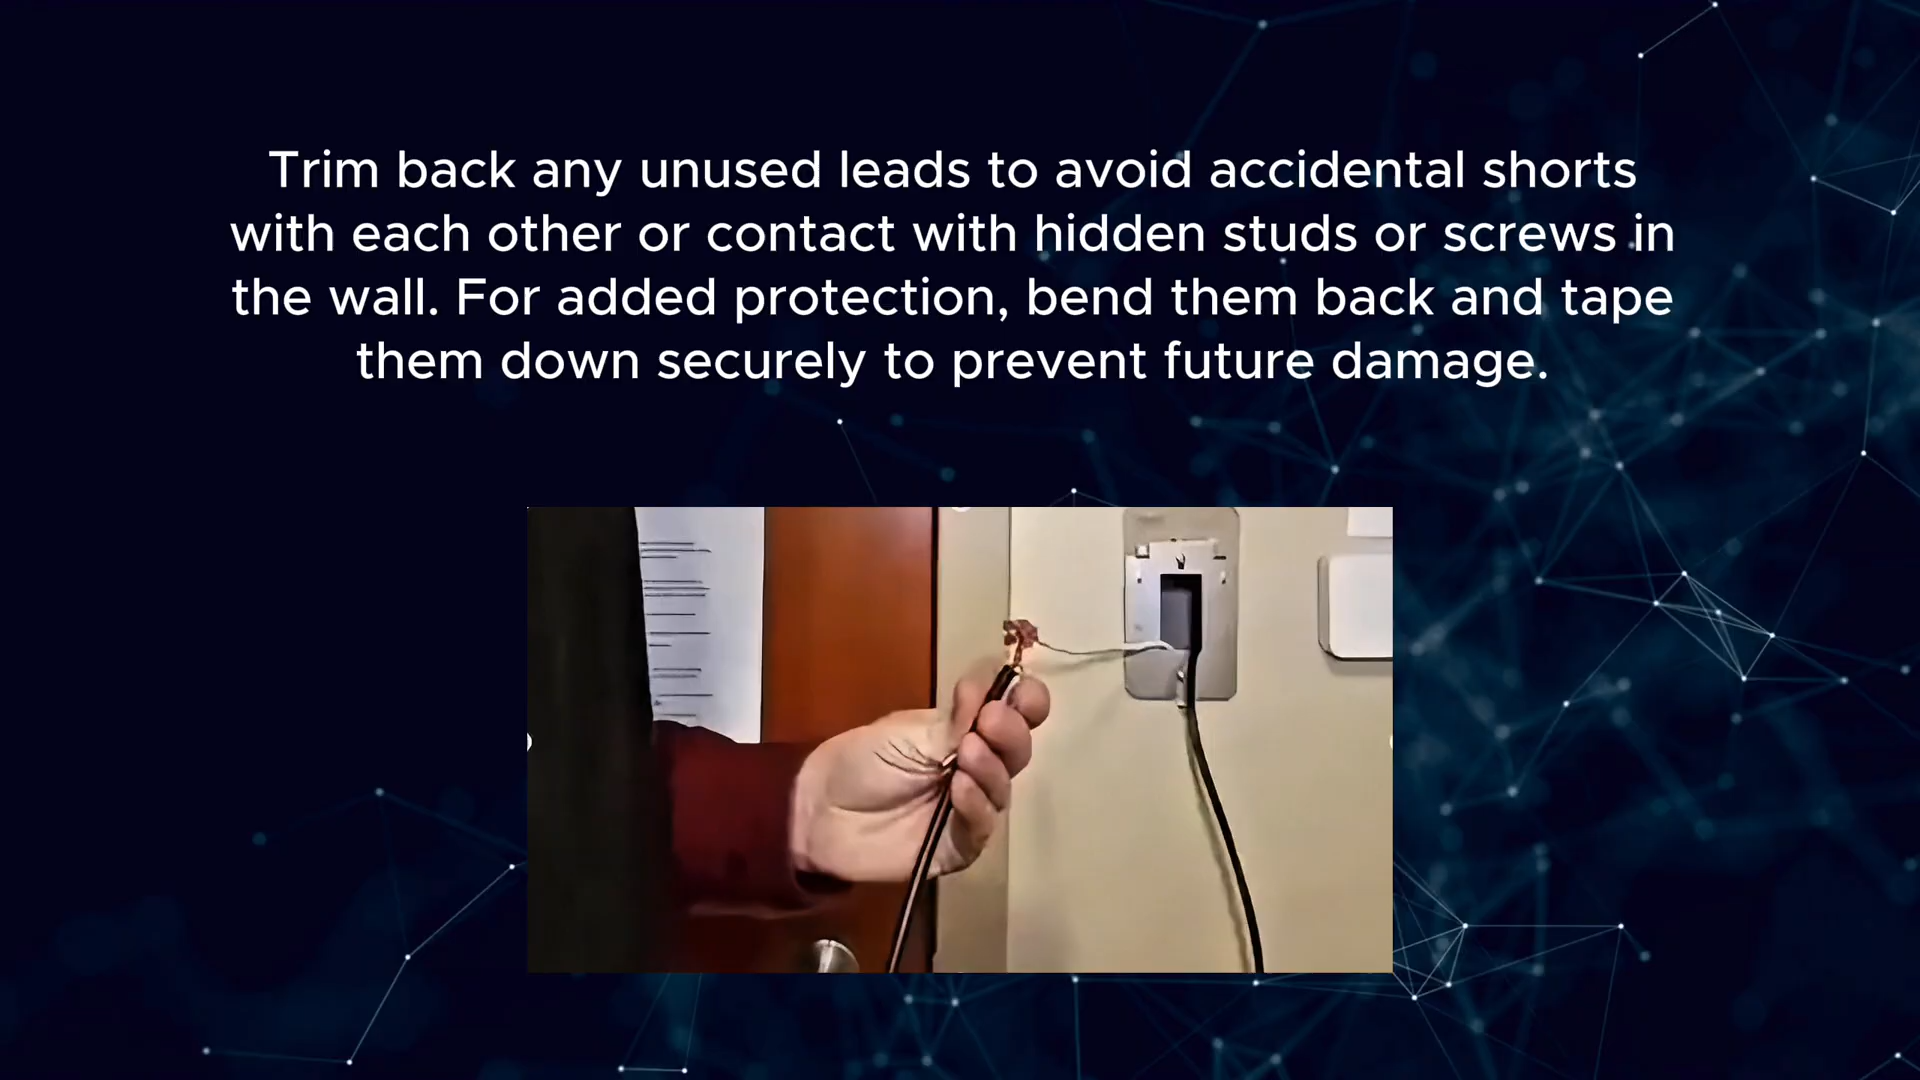 Trim back any unused leads to avoid accidental shorts
with each other or contact with hidden studs or screws in
the wall. For added protection, bend them back and tape
them down securely to prevent future damage.